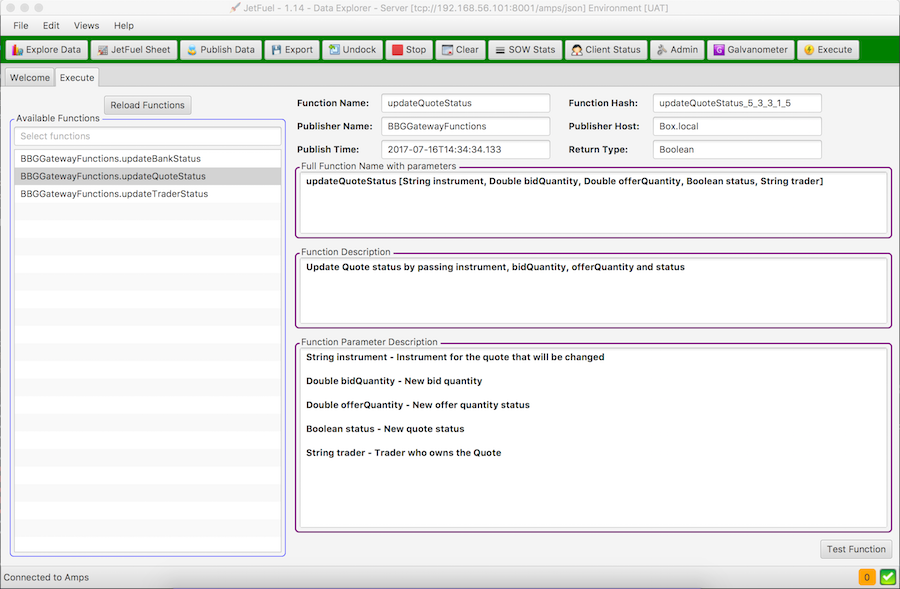 JetFuel - 1.14 - Data Explorer - Server [tcp://192.168.56.101:8001/amps/json] Environment [UAT]
File Edit Views Help
Explore Data JetFuel Sheet Publish Data Export Undock Stop Clear SOW Stats Client Status Admin G Galvanometer Execute
Welcome Execute
Reload Functions
Available Functions
Select functions
BBGGatewayFunctions.updateBankStatus
BBGGatewayFunctions.updateQuoteStatus
BBGGatewayFunctions.updateTraderStatus
Function Name: updateQuoteStatus Function Hash: updateQuoteStatus_5_3_3_1_5
Publisher Name: BBGGatewayFunctions Publisher Host: Box.local
Publish Time: 2017-07-16T14:34:34.133 Return Type: Boolean
Full Function Name with parameters
updateQuoteStatus [String instrument, Double bidQuantity, Double offerQuantity, Boolean status, String trader]
Function Description
Update Quote status by passing instrument, bidQuantity, offerQuantity and status
Function Parameter Description
String instrument - Instrument for the quote that will be changed
Double bidQuantity - New bid quantity
Double offerQuantity - New offer quantity status
Boolean status - New quote status
String trader - Trader who owns the Quote
Test Function
Connected to Amps 0